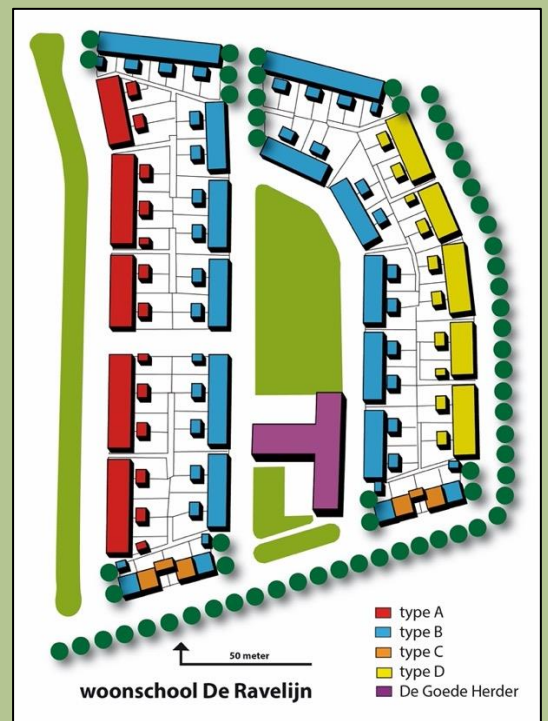 type A
type B
50 meter
type C
type D
woonschool De Ravelijn
De Goede Herder